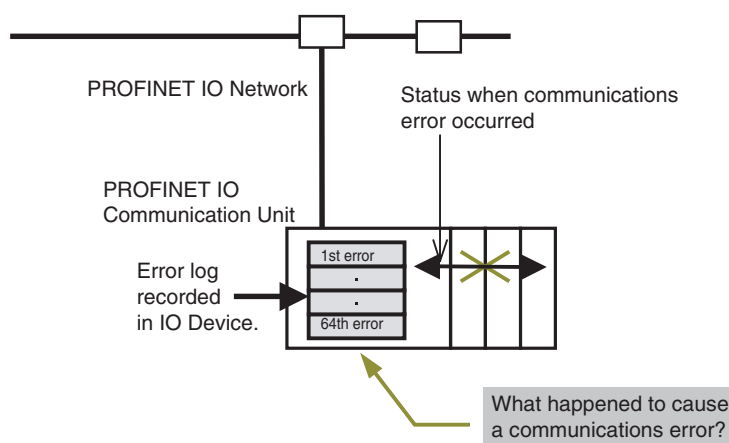 PROFINET IO Network
Status when communications
error occurred
PROFINET IO
Communication Unit
Error log
recorded
in IO Device.
1st error
.
.
64th error
What happened to cause
a communications error?